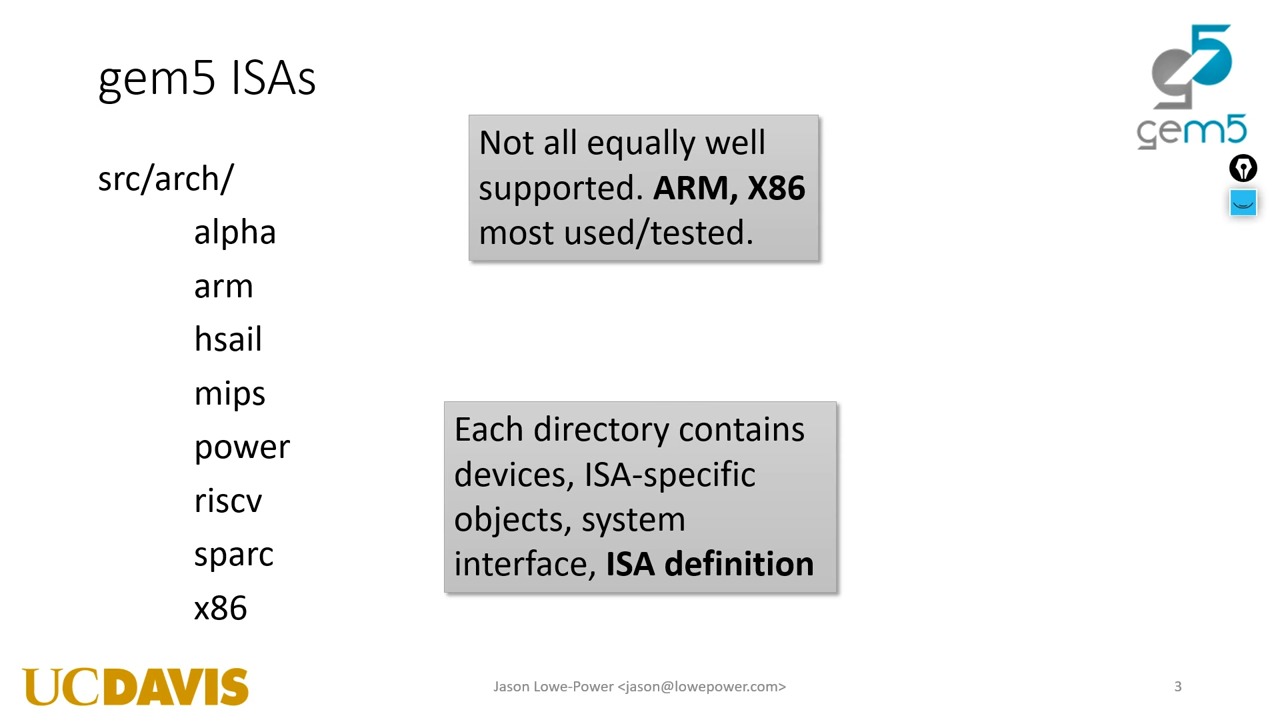 gem5 ISAs
gem5
src/arch/
alpha
arm
hsail
mips
power
riscv
sparc
x86
Not all equally well
supported. ARM, X86
most used/tested.
Each directory contains
devices, ISA-specific
objects, system
interface, ISA definition
UCDAVIS
Jason Lowe-Power <jason@lowepower.com>
3